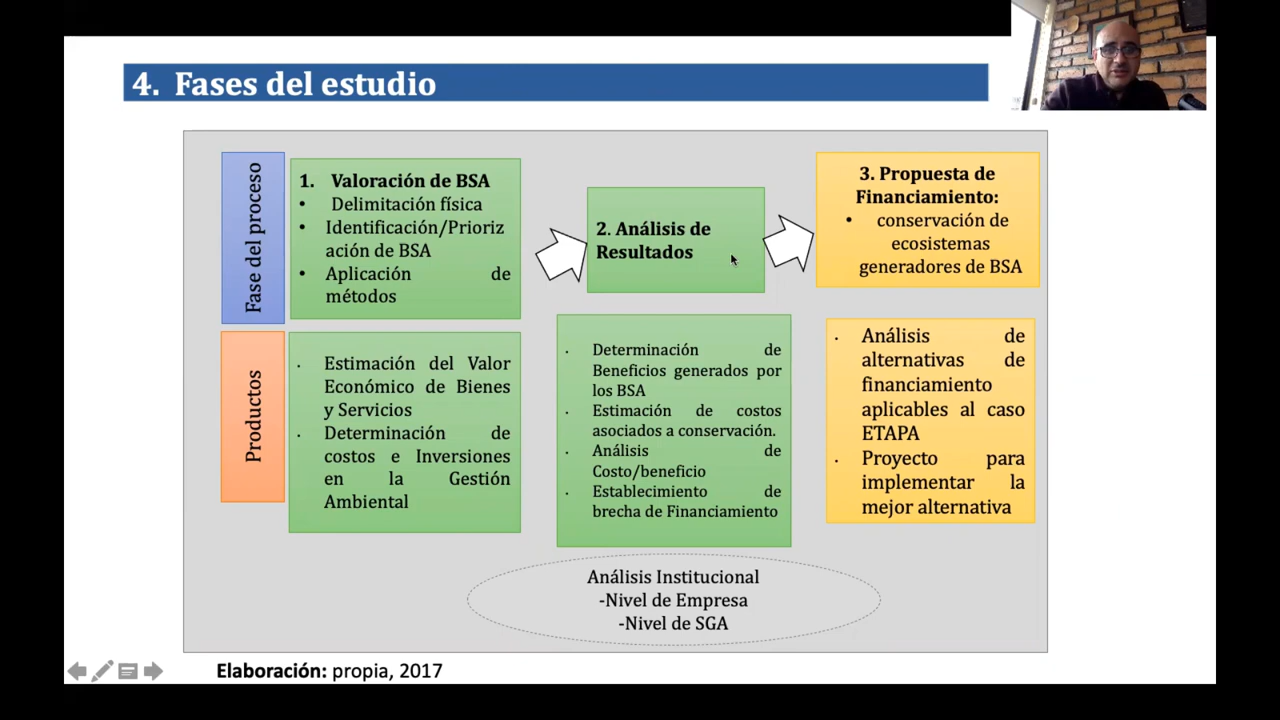 4. Fases del estudio
Fase del proceso
1. Valoración de BSA
• Delimitación física
• Identificación/Prioriz
ación de BSA
• Aplicación de
métodos
2. Análisis de
Resultados
3. Propuesta de
Financiamiento:
• conservación de
ecosistemas
generadores de BSA
Productos
· Estimación del Valor
Económico de Bienes
y Servicios
· Determinación de
costos e Inversiones
en la Gestión
Ambiental
· Determinación de
Beneficios generados por
los BSA
· Estimación de costos
asociados a conservación.
· Análisis de
Costo/beneficio
· Establecimiento de
brecha de Financiamiento
· Análisis de
alternativas de
financiamiento
aplicables al caso
ETAPA
· Proyecto para
implementar la
mejor alternativa
Análisis Institucional
-Nivel de Empresa
-Nivel de SGA
Elaboración: propia, 2017